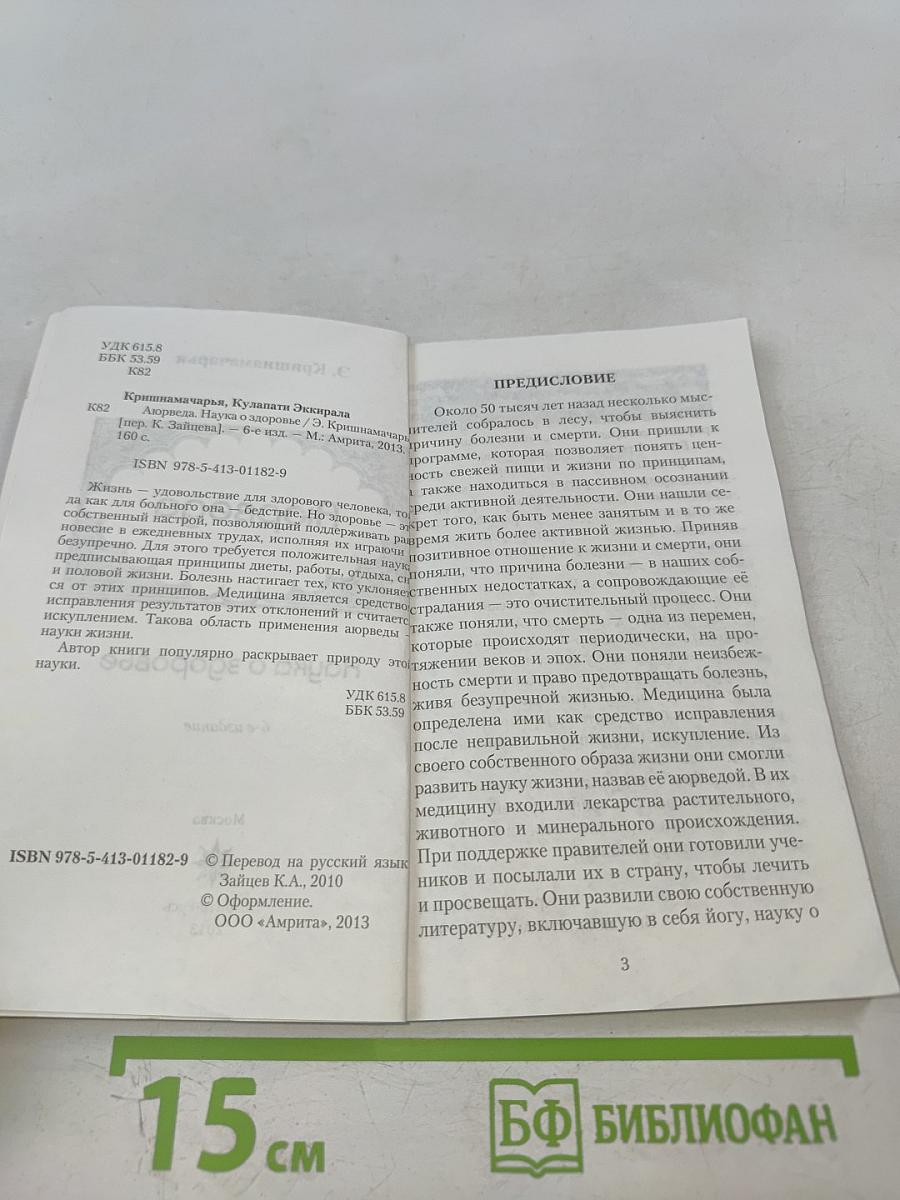 УДК 615.8
ББК 53.59
К82
Кришнамачарья, Кулапати Эккирала
К82 Аюрведа. Наука о здоровье / Э. Кришнамачарь
[пер. К. Зайцева]. — 6-е изд. — М.: Амрита, 2013.
160 с.
ISBN 978-5-413-01182-9
Жизнь — удовольствие для здорового человека, то
да как для больного она — бедствие. Но здоровье — эт
собственный настрой, позволяющий поддерживать рав
новесие в ежедневных трудах, исполняя их играючи
безупречно. Для этого требуется положительная наук
предписывающая принципы диеты, работы, отдыха, сн
и половой жизни. Болезнь настигает тех, кто уклоняет
ся от этих принципов. Медицина является средство
исправления результатов этих отклонений и считаетс
искуплением. Такова область применения аюрведы –
науки жизни.
Автор книги популярно раскрывает природу это
науки.
УДК 615.8
ББК 53.59
ISBN 978-5-413-01182-9 © Перевод на русский язык
Зайцев К.А., 2010
© Оформление.
ООО «Амрита», 2013
ПРЕДИСЛОВИЕ
Около 50 тысяч лет назад несколько мыс-
лителей собралось в лесу, чтобы выяснить
причину болезни и смерти. Они пришли к
программе, которая позволяет понять цен-
ность свежей пищи и жизни по принципам,
а также находиться в пассивном осознании
среди активной деятельности. Они нашли се-
крет того, как быть менее занятым и в то же
время жить более активной жизнью. Приняв
позитивное отношение к жизни и смерти, они
поняли, что причина болезни — в наших соб-
ственных недостатках, а сопровождающие её
страдания — это очистительный процесс. Они
также поняли, что смерть — одна из перемен,
которые происходят периодически, на про-
тяжении веков и эпох. Они поняли неизбеж-
ность смерти и право предотвращать болезнь,
живя безупречной жизнью. Медицина была
определена ими как средство исправления
после неправильной жизни, искупление. Из
своего собственного образа жизни они смогли
развить науку жизни, назвав её аюрведой. В их
медицину входили лекарства растительного,
животного и минерального происхождения.
При поддержке правителей они готовили уче-
ников и посылали их в страну, чтобы лечить
и просвещать. Они развили свою собственную
литературу, включавшую в себя йогу, науку о
3
15 см
БФ БИБЛИОФАН